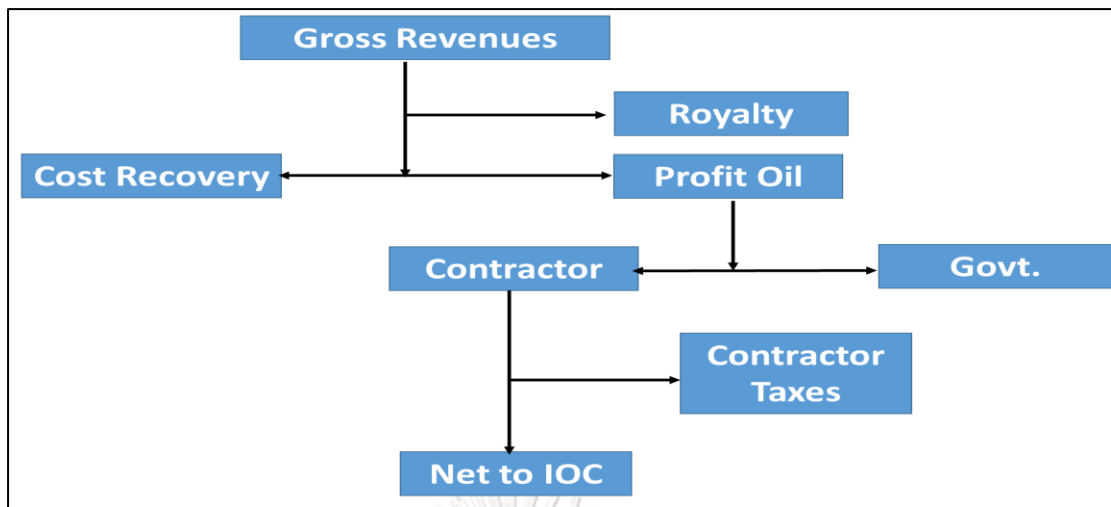 Gross Revenues
Royalty
Cost Recovery
Profit Oil
Contractor
Govt.
Contractor
Taxes
Net to IOC